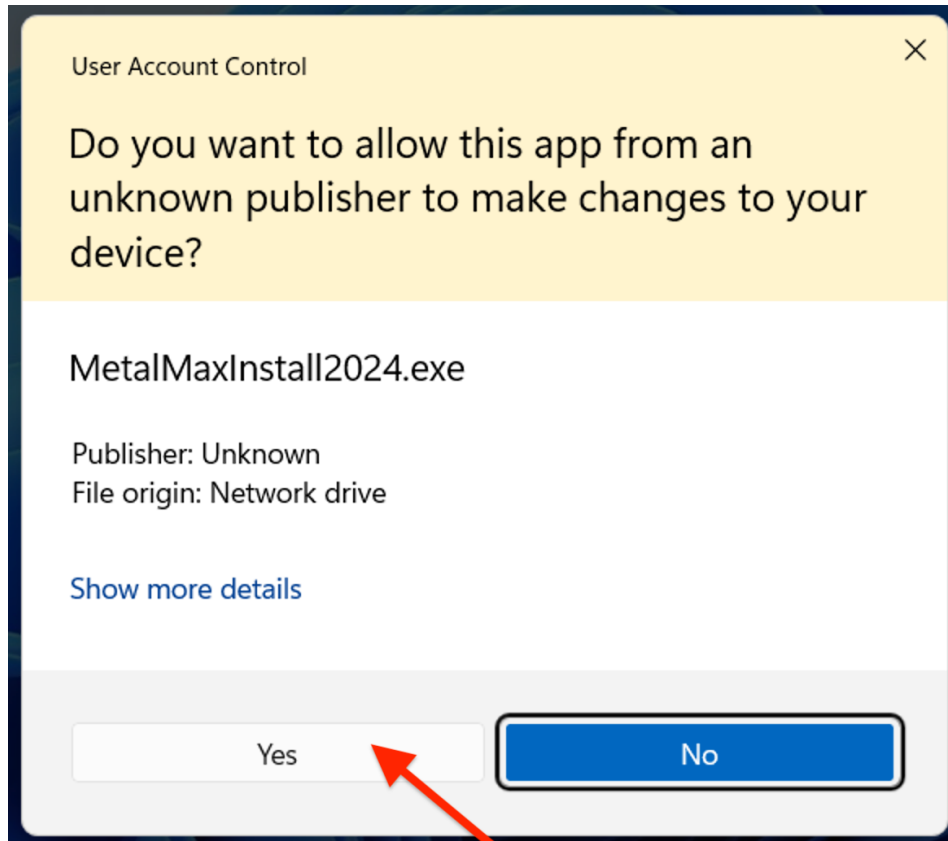 User Account Control
Do you want to allow this app from an
unknown publisher to make changes to your
device?
MetalMaxInstall2024.exe
Publisher: Unknown
File origin: Network drive
Show more details
Yes
No